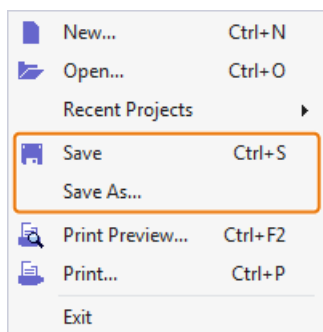 New... Ctrl+N
Open... Ctrl+O
Recent Projects
Save Ctrl+S
Save As...
Print Preview... Ctrl+F2
Print... Ctrl+P
Exit